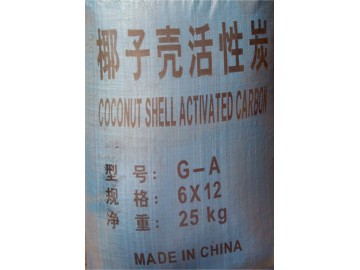 椰子壳活性炭
COCONUT SHELL ACTIVATED CARBON
型号: G-A
规格: 6X12
净重: 25 kg
MADE IN CHINA